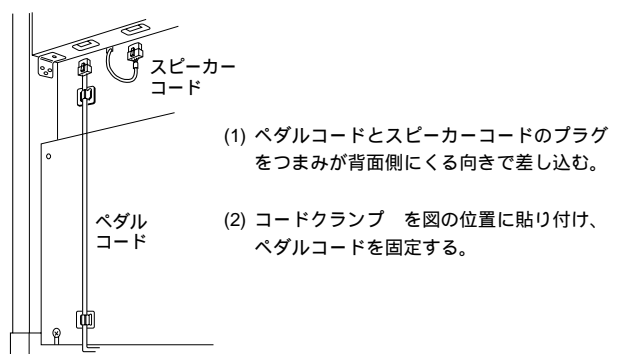 スピーカー
コード
(1) ペダルコードとスピーカーコードのプラグ
をつまみが背面側にくる向きで差し込む。
ペダル
コード
(2) コードクランプ　を図の位置に貼り付け、
ペダルコードを固定する。